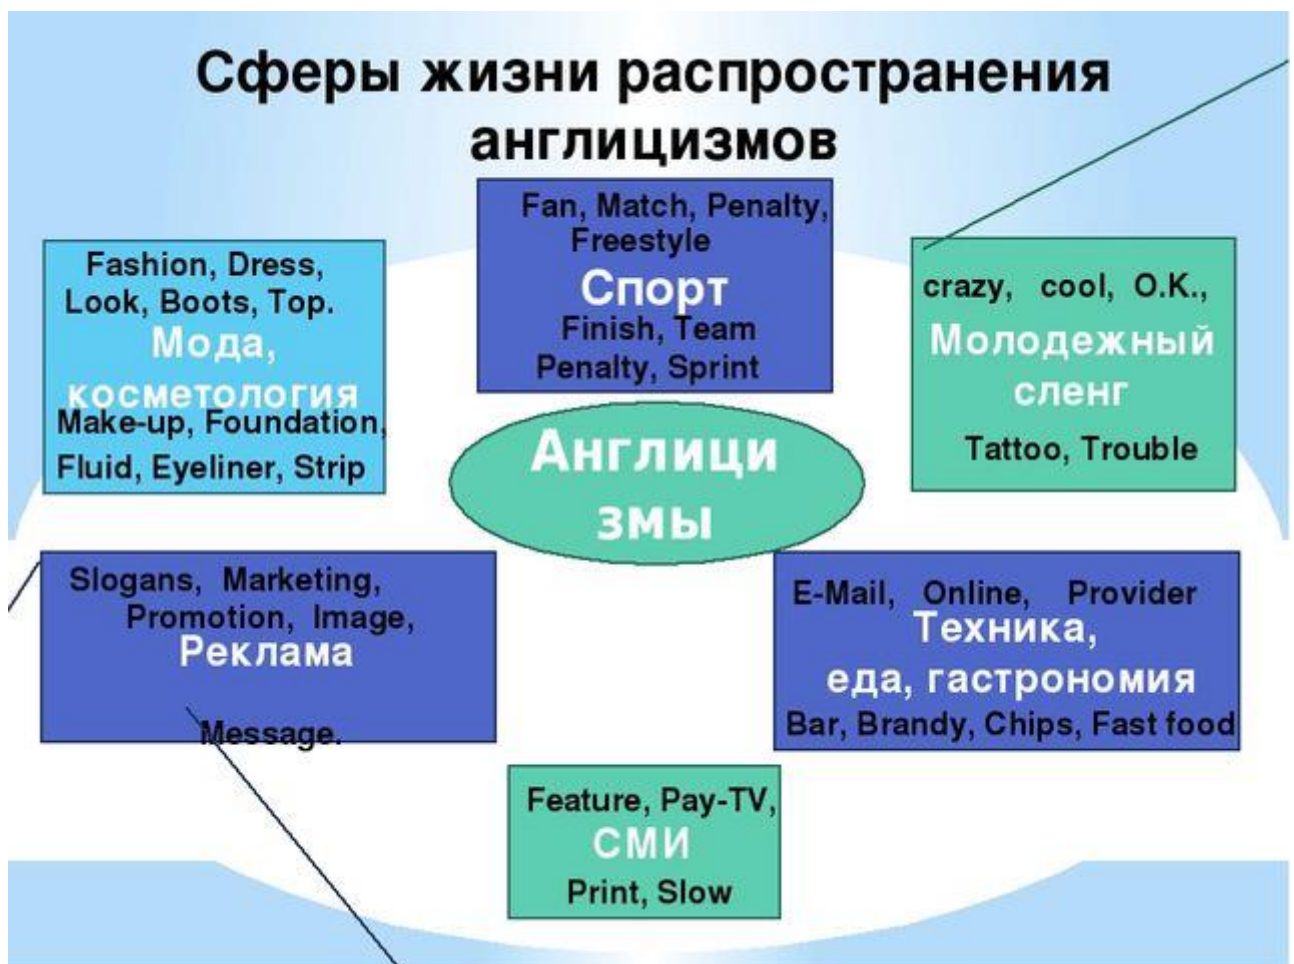 Сферы жизни распространения
англицизмов
Fan, Match, Penalty,
Freestyle
Спорт
Finish, Team
Penalty, Sprint
Fashion, Dress,
Look, Boots, Top.
Мода,
косметология
Make-up, Foundation,
Fluid, Eyeliner, Strip
crazy, cool, O.K.,
Молодежный
сленг
Tattoo, Trouble
Англици
змы
Slogans, Marketing,
Promotion, Image,
Реклама
Message.
E-Mail, Online, Provider
Техника,
еда, гастрономия
Bar, Brandy, Chips, Fast food
Feature, Pay-TV,
СМИ
Print, Slow